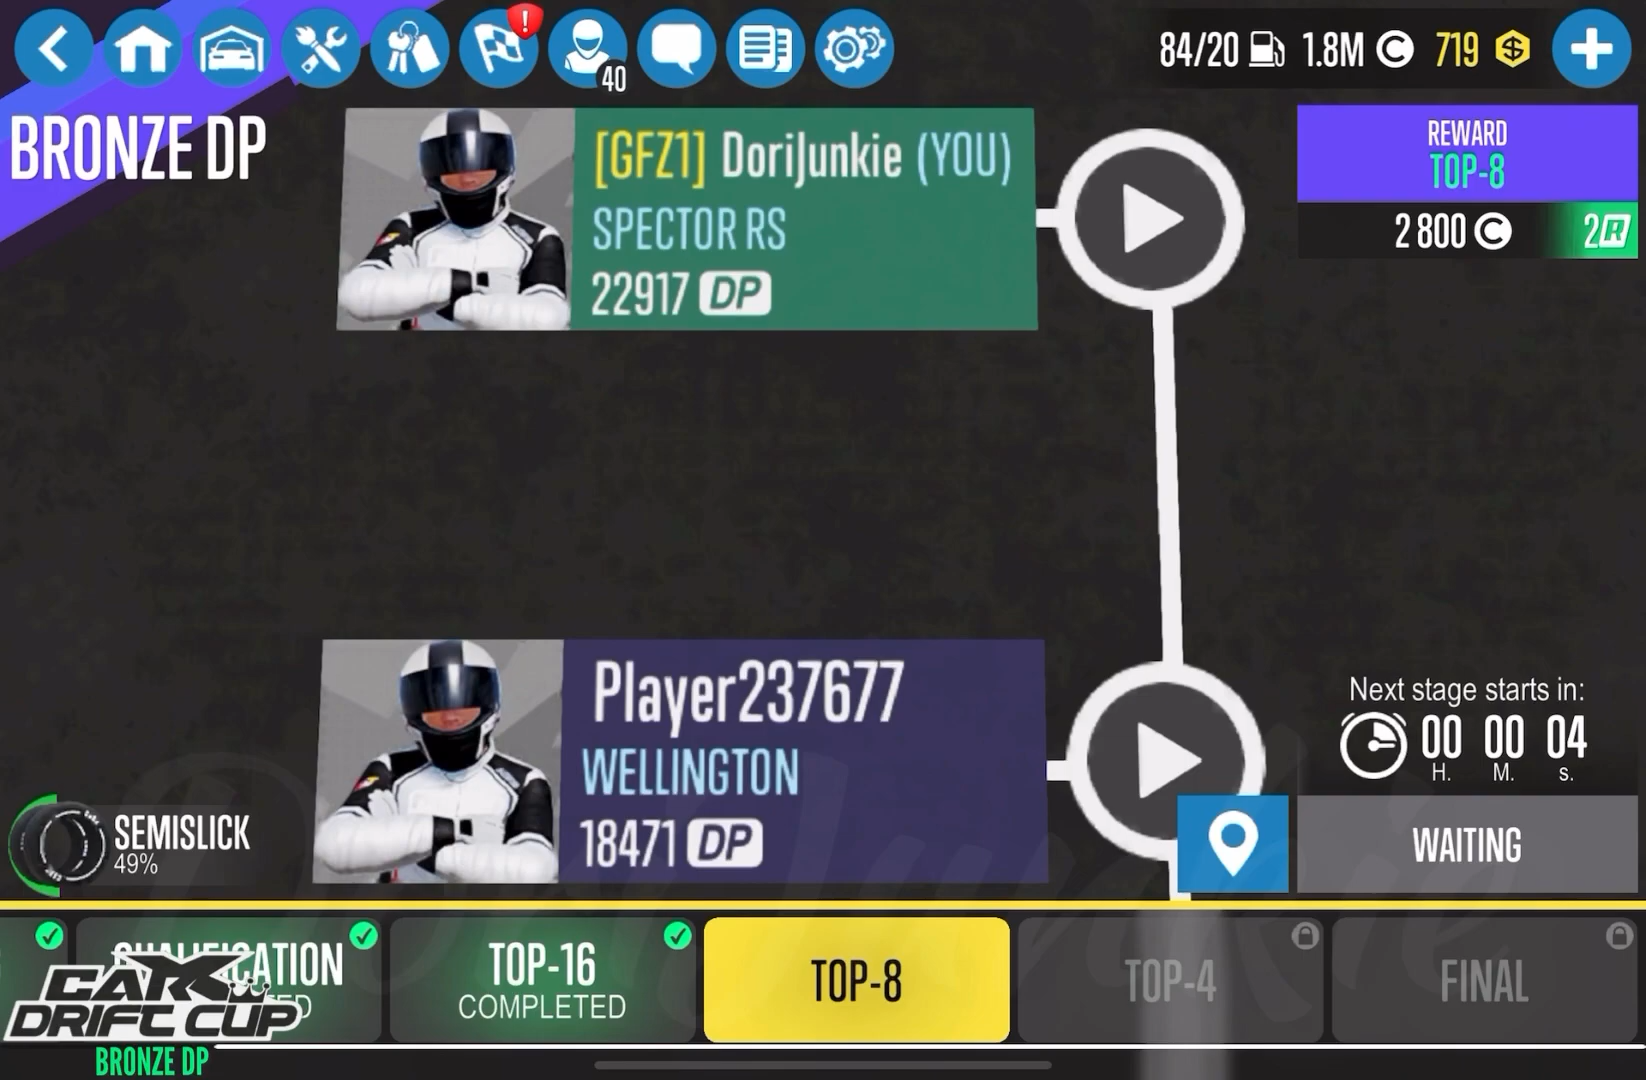 40
84/20 1.8M 719
BRONZE DP
[GFZ1] DoriJunkie (YOU)
SPECTOR RS
22917 DP
REWARD
TOP-8
2 800 2R
Player237677
WELLINGTON
18471 DP
Next stage starts in:
00 00 04
H. M. s.
SEMISLICK
49%
WAITING
TOP-16
COMPLETED
TOP-8
TOP-4
FINAL
CARX
DRIFT CUP
BRONZE DP